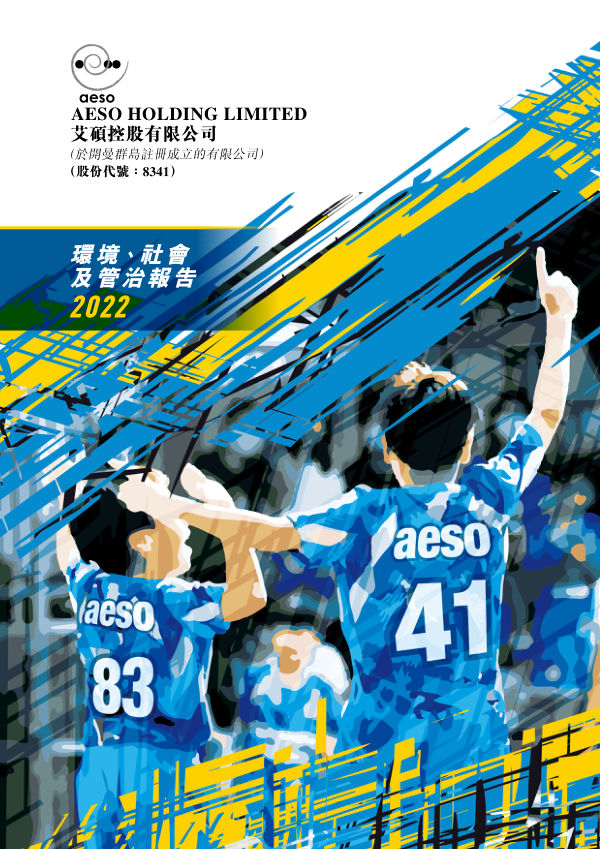 aeso
AESO HOLDING LIMITED
艾碩控股有限公司
(於開曼群島註冊成立的有限公司)
(股份代號：8341)
環境、社會
及管治報告
2022
aeso
41
aeso
83